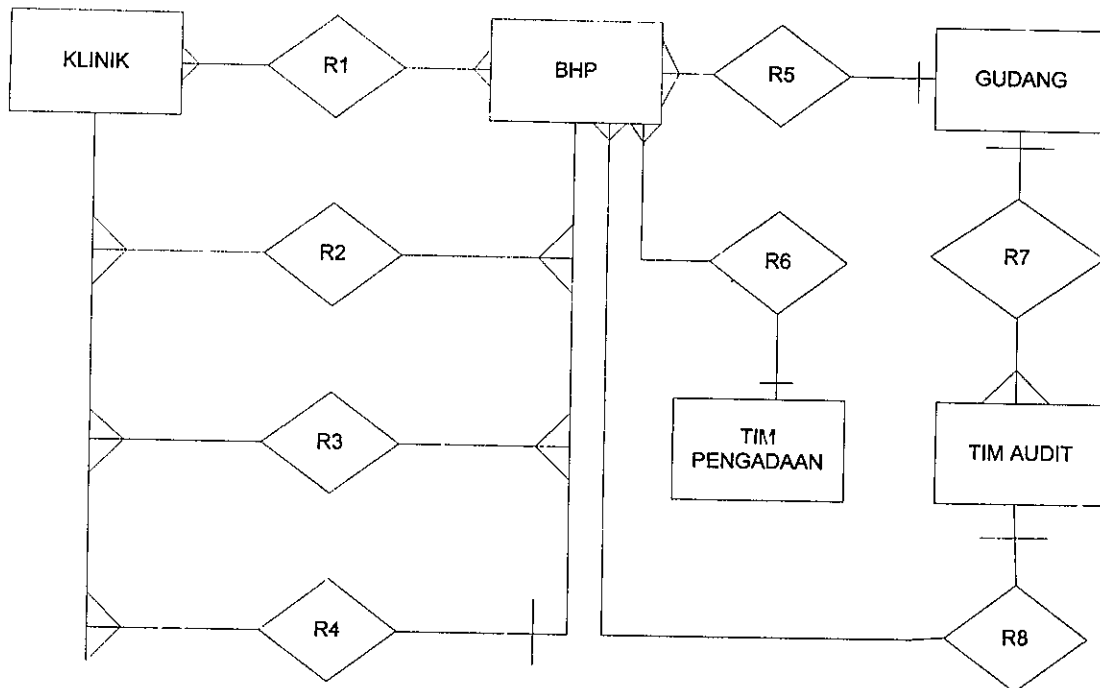 KLINIK
R1
BHP
R5
GUDANG
R2
R6
R7
R3
TIM
PENGADAAN
TIM AUDIT
R4
R8